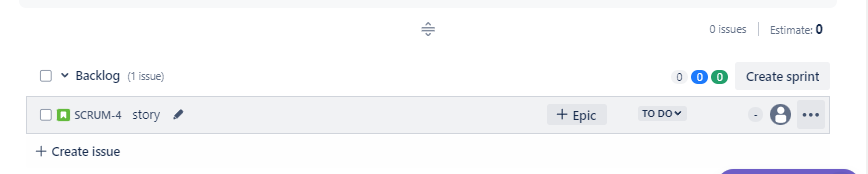 0 issues Estimate: 0
Backlog (1 issue) 0 0 0 Create sprint
SCRUM-4 story + Epic TO DO - •••
+ Create issue